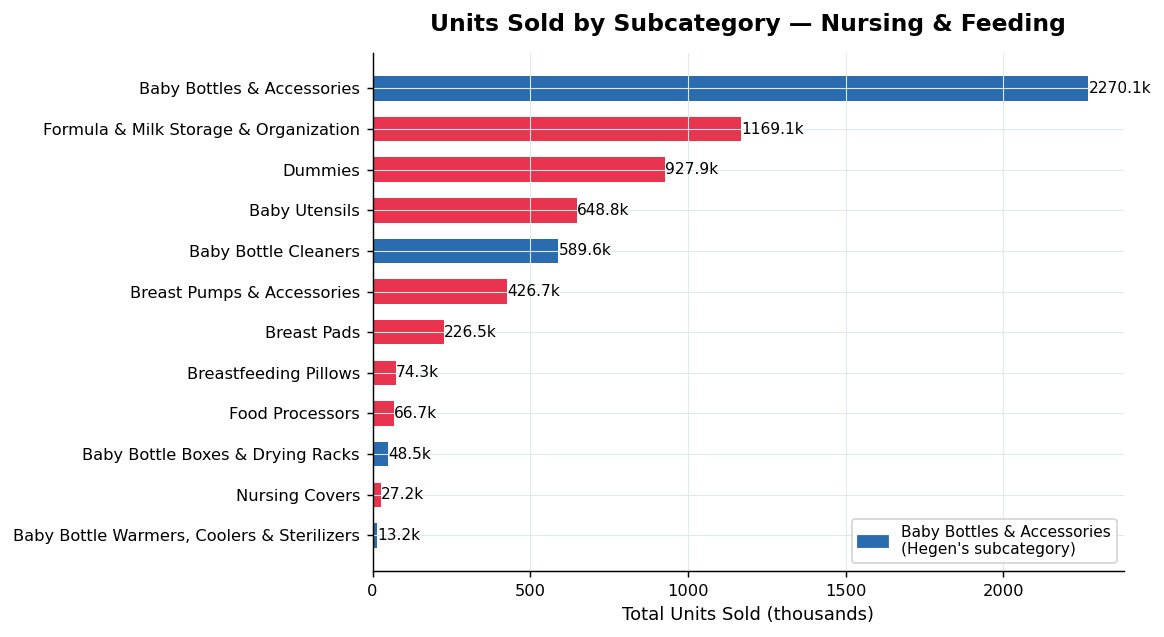 Units Sold by Subcategory — Nursing & Feeding
Baby Bottles & Accessories 2270.1k
Formula & Milk Storage & Organization 1169.1k
Dummies 927.9k
Baby Utensils 648.8k
Baby Bottle Cleaners 589.6k
Breast Pumps & Accessories 426.7k
Breast Pads 226.5k
Breastfeeding Pillows 74.3k
Food Processors 66.7k
Baby Bottle Boxes & Drying Racks 48.5k
Nursing Covers 27.2k
Baby Bottle Warmers, Coolers & Sterilizers 13.2k
Baby Bottles & Accessories
(Hegen's subcategory)
0 500 1000 1500 2000
Total Units Sold (thousands)